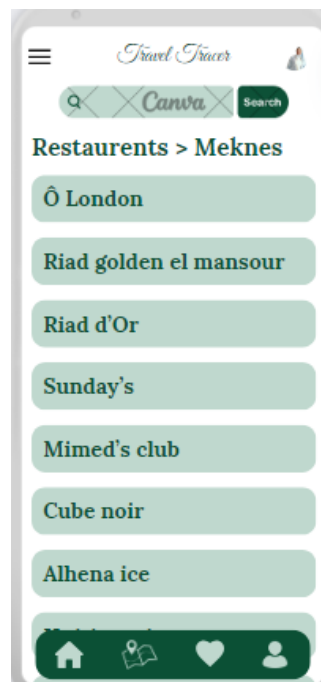 Travel Tracer
Canva
Search
Restaurents > Meknes
Ô London
Riad golden el mansour
Riad d'Or
Sunday's
Mimed's club
Cube noir
Alhena ice